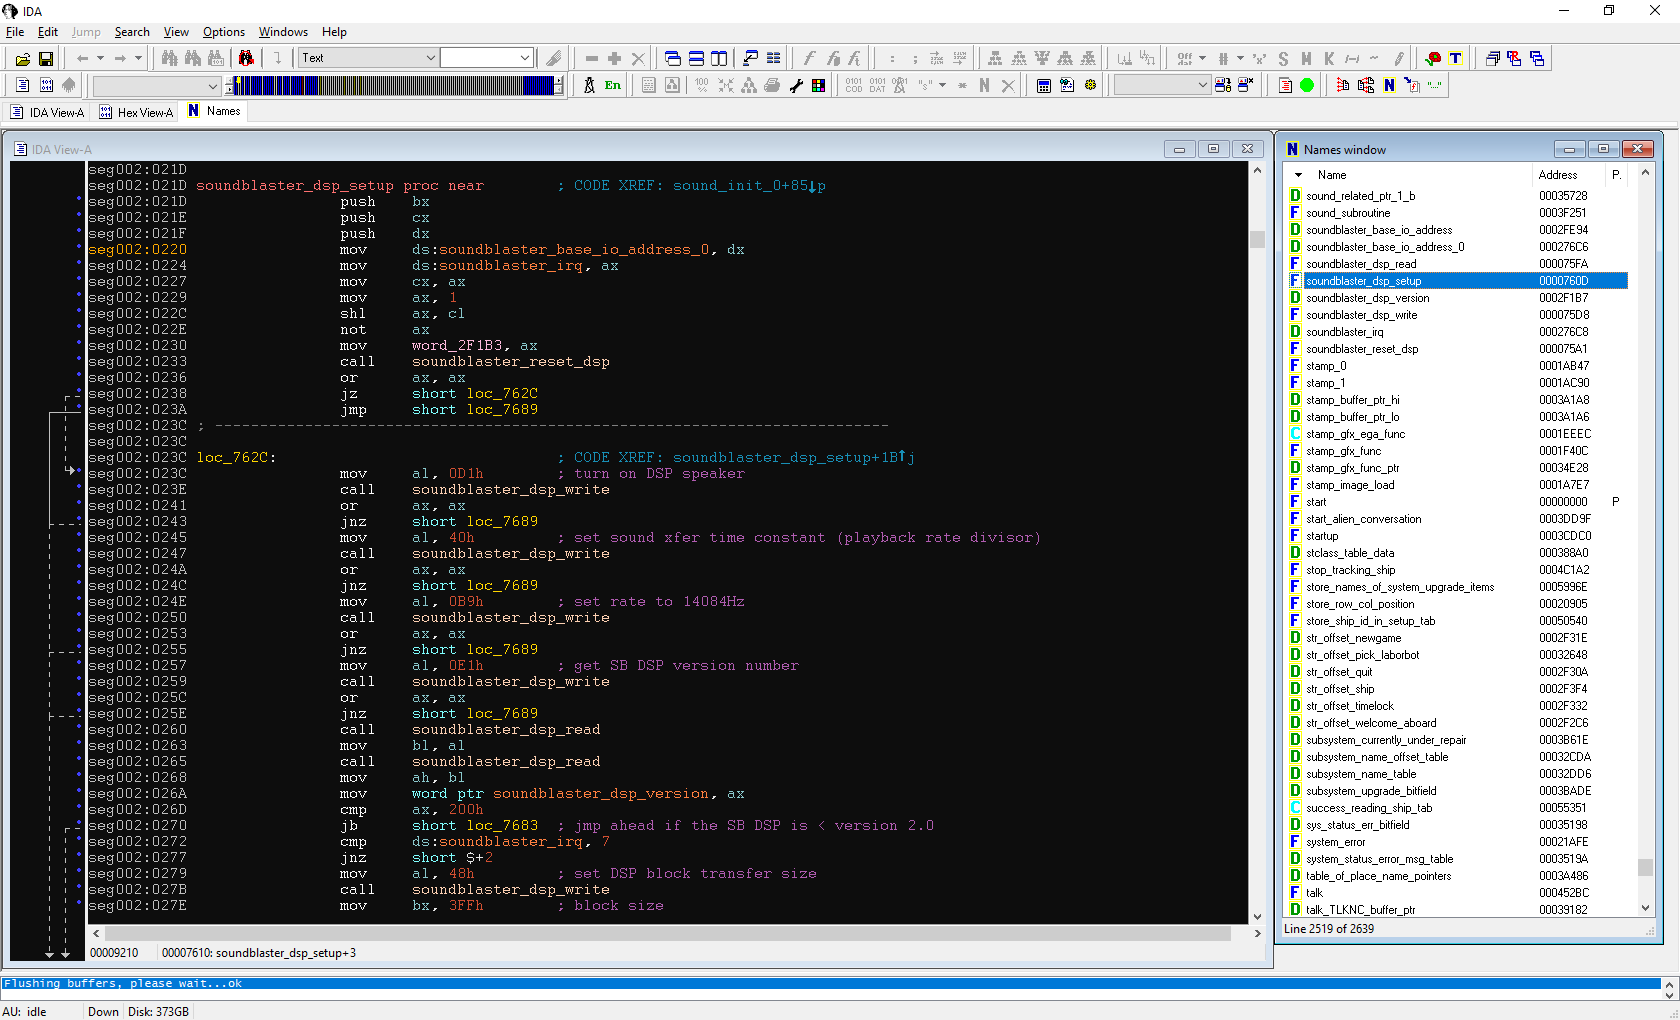 IDA
File Edit Jump Search View Options Windows Help
Text
En
IDA View-A Hex View-A N Names
IDA View-A
seg002:021D
seg002:021D soundblaster_dsp_setup proc near ; CODE XREF: sound_init_0+85↓p
seg002:021D push bx
seg002:021E push cx
seg002:021F push dx
seg002:0220 mov ds:soundblaster_base_io_address_0, dx
seg002:0224 mov ds:soundblaster_irq, ax
seg002:0227 mov cx, ax
seg002:0229 mov ax, 1
seg002:022C shl ax, cl
seg002:022E not ax
seg002:0230 mov word_2F1B3, ax
seg002:0233 call soundblaster_reset_dsp
seg002:0236 or ax, ax
seg002:0238 jz short loc_762C
seg002:023A jmp short loc_7689
seg002:023C ; ---------------------------------------------------------------------------
seg002:023C
seg002:023C loc_762C: ; CODE XREF: soundblaster_dsp_setup+1B↑j
seg002:023C mov al, 0D1h ; turn on DSP speaker
seg002:023E call soundblaster_dsp_write
seg002:0241 or ax, ax
seg002:0243 jnz short loc_7689
seg002:0245 mov al, 40h ; set sound xfer time constant (playback rate divisor)
seg002:0247 call soundblaster_dsp_write
seg002:024A or ax, ax
seg002:024C jnz short loc_7689
seg002:024E mov al, 0B9h ; set rate to 14084Hz
seg002:0250 call soundblaster_dsp_write
seg002:0253 or ax, ax
seg002:0255 jnz short loc_7689
seg002:0257 mov al, 0E1h ; get SB DSP version number
seg002:0259 call soundblaster_dsp_write
seg002:025C or ax, ax
seg002:025E jnz short loc_7689
seg002:0260 call soundblaster_dsp_read
seg002:0263 mov bl, al
seg002:0265 call soundblaster_dsp_read
seg002:0268 mov ah, bl
seg002:026A mov word ptr soundblaster_dsp_version, ax
seg002:026D cmp ax, 200h
seg002:0270 jb short loc_7683 ; jmp ahead if the SB DSP is < version 2.0
seg002:0272 cmp ds:soundblaster_irq, 7
seg002:0277 jnz short $+2
seg002:0279 mov al, 48h ; set DSP block transfer size
seg002:027B call soundblaster_dsp_write
seg002:027E mov bx, 3FFh ; block size
00009210 00007610: soundblaster_dsp_setup+3
N Names window
Name Address P.
D sound_related_ptr_1_b 00035728
F sound_subroutine 0003F251
D soundblaster_base_io_address 0002FE94
D soundblaster_base_io_address_0 000276C6
F soundblaster_dsp_read 000075FA
F soundblaster_dsp_setup 0000760D
D soundblaster_dsp_version 0002F1B7
F soundblaster_dsp_write 000075D8
D soundblaster_irq 000276C8
F soundblaster_reset_dsp 000075A1
F stamp_0 0001AB47
F stamp_1 0001AC90
D stamp_buffer_ptr_hi 0003A1A8
D stamp_buffer_ptr_lo 0003A1A6
C stamp_gfx_ega_func 0001EEEC
F stamp_gfx_func 0001F40C
D stamp_gfx_func_ptr 00034E28
F stamp_image_load 0001A7E7
F start 00000000 P
F start_alien_conversation 0003DD9F
F startup 0003CDC0
D stclass_table_data 000388A0
F stop_tracking_ship 0004C1A2
F store_names_of_system_upgrade_items 0005996E
F store_row_col_position 00020905
F store_ship_id_in_setup_tab 00050540
D str_offset_newgame 0002F31E
D str_offset_pick_laborbot 00032648
D str_offset_quit 0002F30A
D str_offset_ship 0002F3F4
D str_offset_timelock 0002F332
D str_offset_welcome_aboard 0002F2C6
D subsystem_currently_under_repair 0003B61E
D subsystem_name_offset_table 00032CDA
D subsystem_name_table 00032DD6
D subsystem_upgrade_bitfield 0003BADE
C success_reading_ship_tab 00055351
D sys_status_err_bitfield 00035198
F system_error 00021AFE
D system_status_error_msg_table 0003519A
D table_of_place_name_pointers 0003A486
F talk 000452BC
D talk_TLKNC_buffer_ptr 00039182
Line 2519 of 2639
Flushing buffers, please wait...ok
AU: idle Down Disk: 373GB